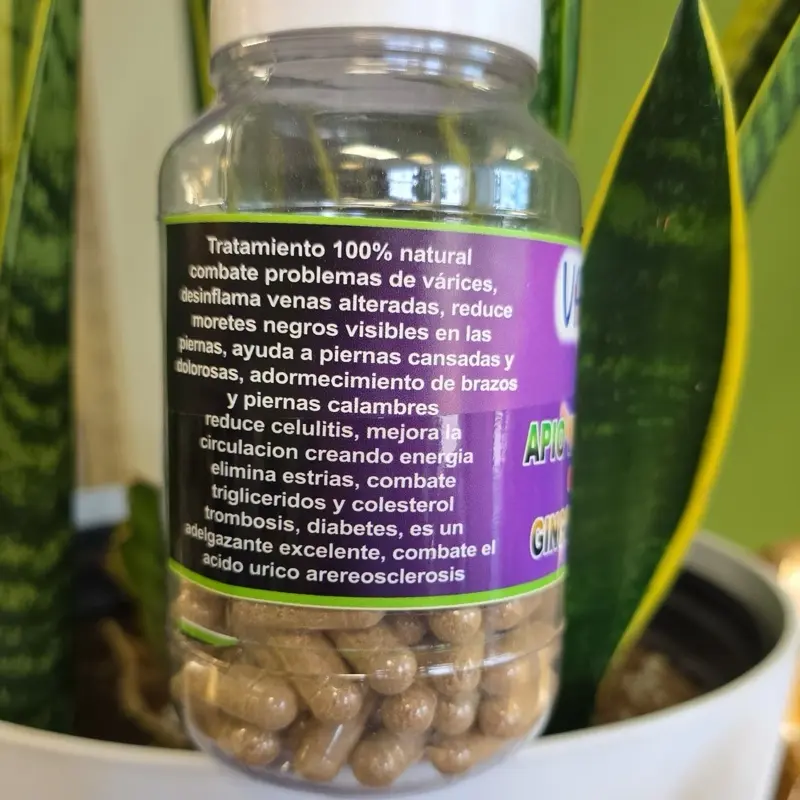 Tratamiento 100% natural
combate problemas de várices,
desinflama venas alteradas, reduce
moretes negros visibles en las
piernas, ayuda a piernas cansadas y
dolorosas, adormecimiento de brazos
y piernas calambres
reduce celulitis, mejora la
circulacion creando energia
elimina estrias, combate
trigliceridos y colesterol
trombosis, diabetes, es un
adelgazante excelente, combate el
acido urico arereosclerosis
APIO